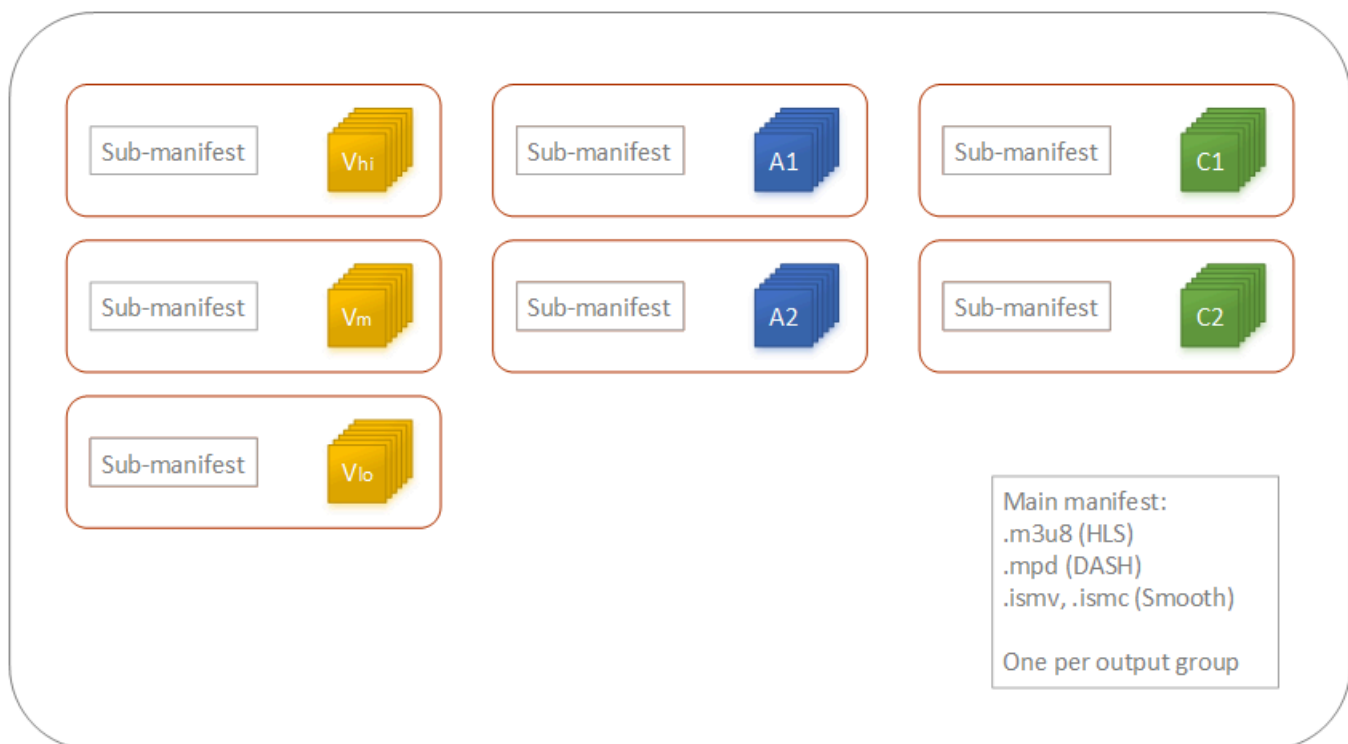 Sub-manifest
Vhi
Sub-manifest
A1
Sub-manifest
C1
Sub-manifest
Vm
Sub-manifest
A2
Sub-manifest
C2
Sub-manifest
Vlo
Main manifest:
.m3u8 (HLS)
.mpd (DASH)
.ismv, .ismc (Smooth)
One per output group